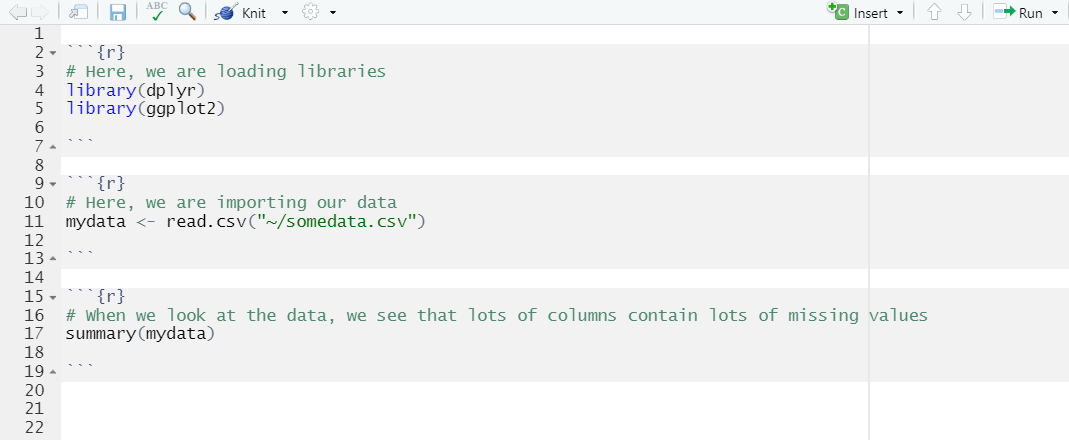 ABC Knit Insert Run
1
2 ```{r}
3 # Here, we are loading libraries
4 library(dplyr)
5 library(ggplot2)
6
7 ```
8
9 ```{r}
10 # Here, we are importing our data
11 mydata <- read.csv("~/somedata.csv")
12
13 ```
14
15 ```{r}
16 # When we look at the data, we see that lots of columns contain lots of missing values
17 summary(mydata)
18
19 ```
20
21
22